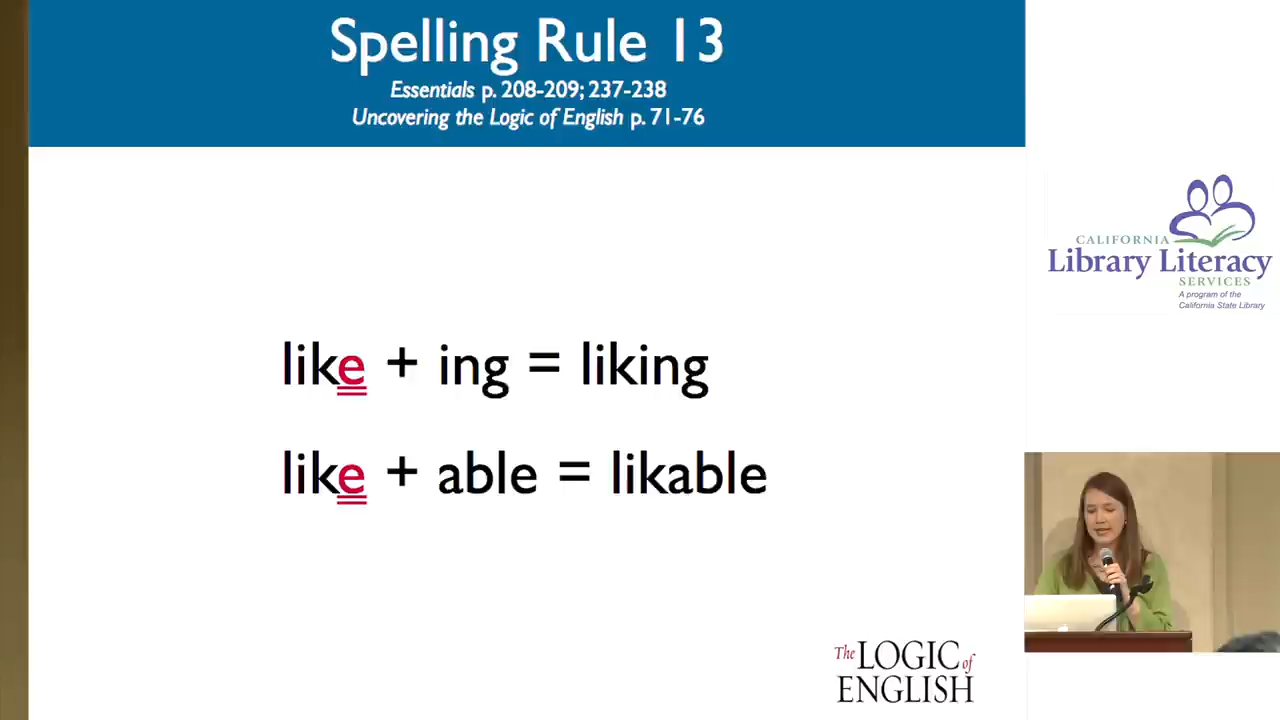 Spelling Rule 13
Essentials p. 208-209; 237-238
Uncovering the Logic of English p. 71-76
like + ing = liking
like + able = likable
The LOGIC of
ENGLISH
CALIFORNIA
Library Literacy
SERVICES
A program of the
California State Library